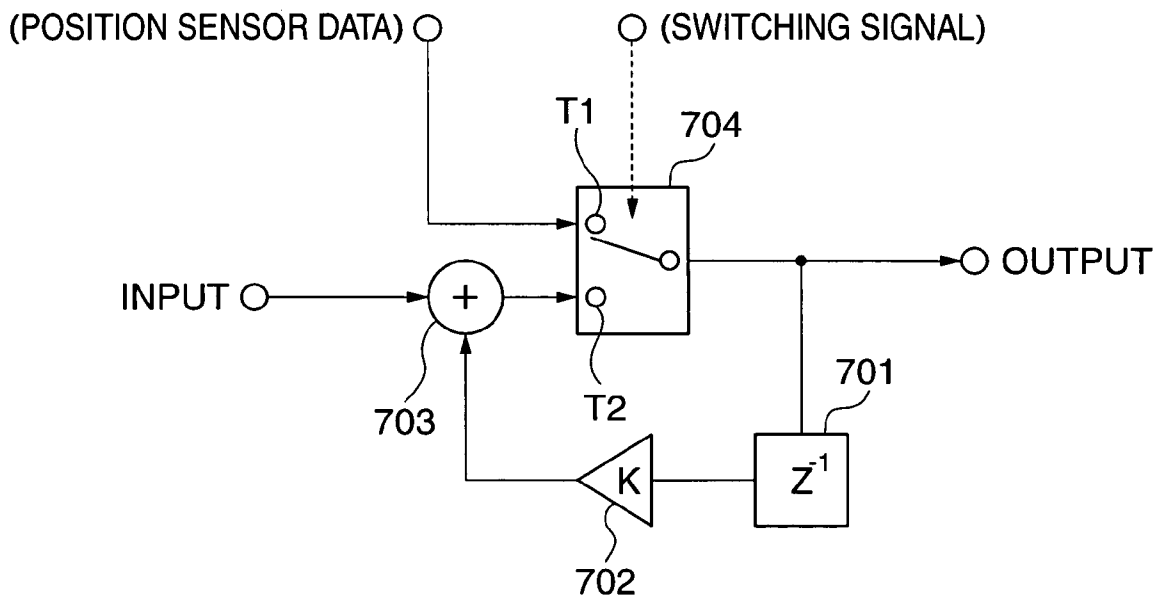 (POSITION SENSOR DATA)
(SWITCHING SIGNAL)
T1
704
INPUT
+
OUTPUT
703
T2
701
K
Z-1
702